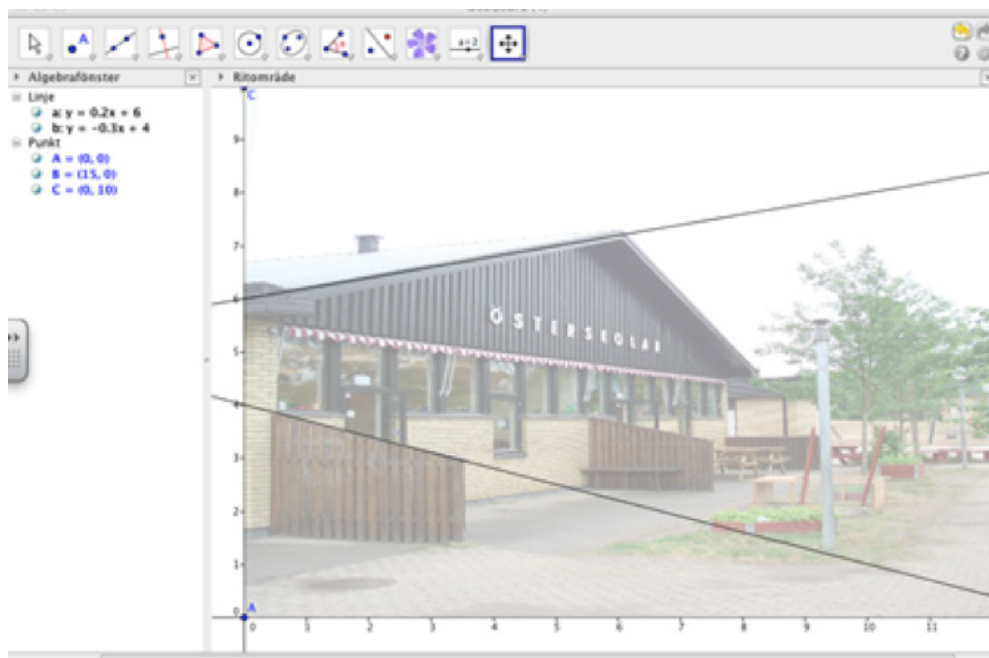 a=2
Algebrafönster
Ritområde
Linje
a: y = 0.2x + 6
b: y = -0.3x + 4
Punkt
A = (0, 0)
B = (15, 0)
C = (0, 10)
C
9
8
7
6
5
4
3
2
1
0
A
0 1 2 3 4 5 6 7 8 9 10 11
ÖSTERSKOLAN